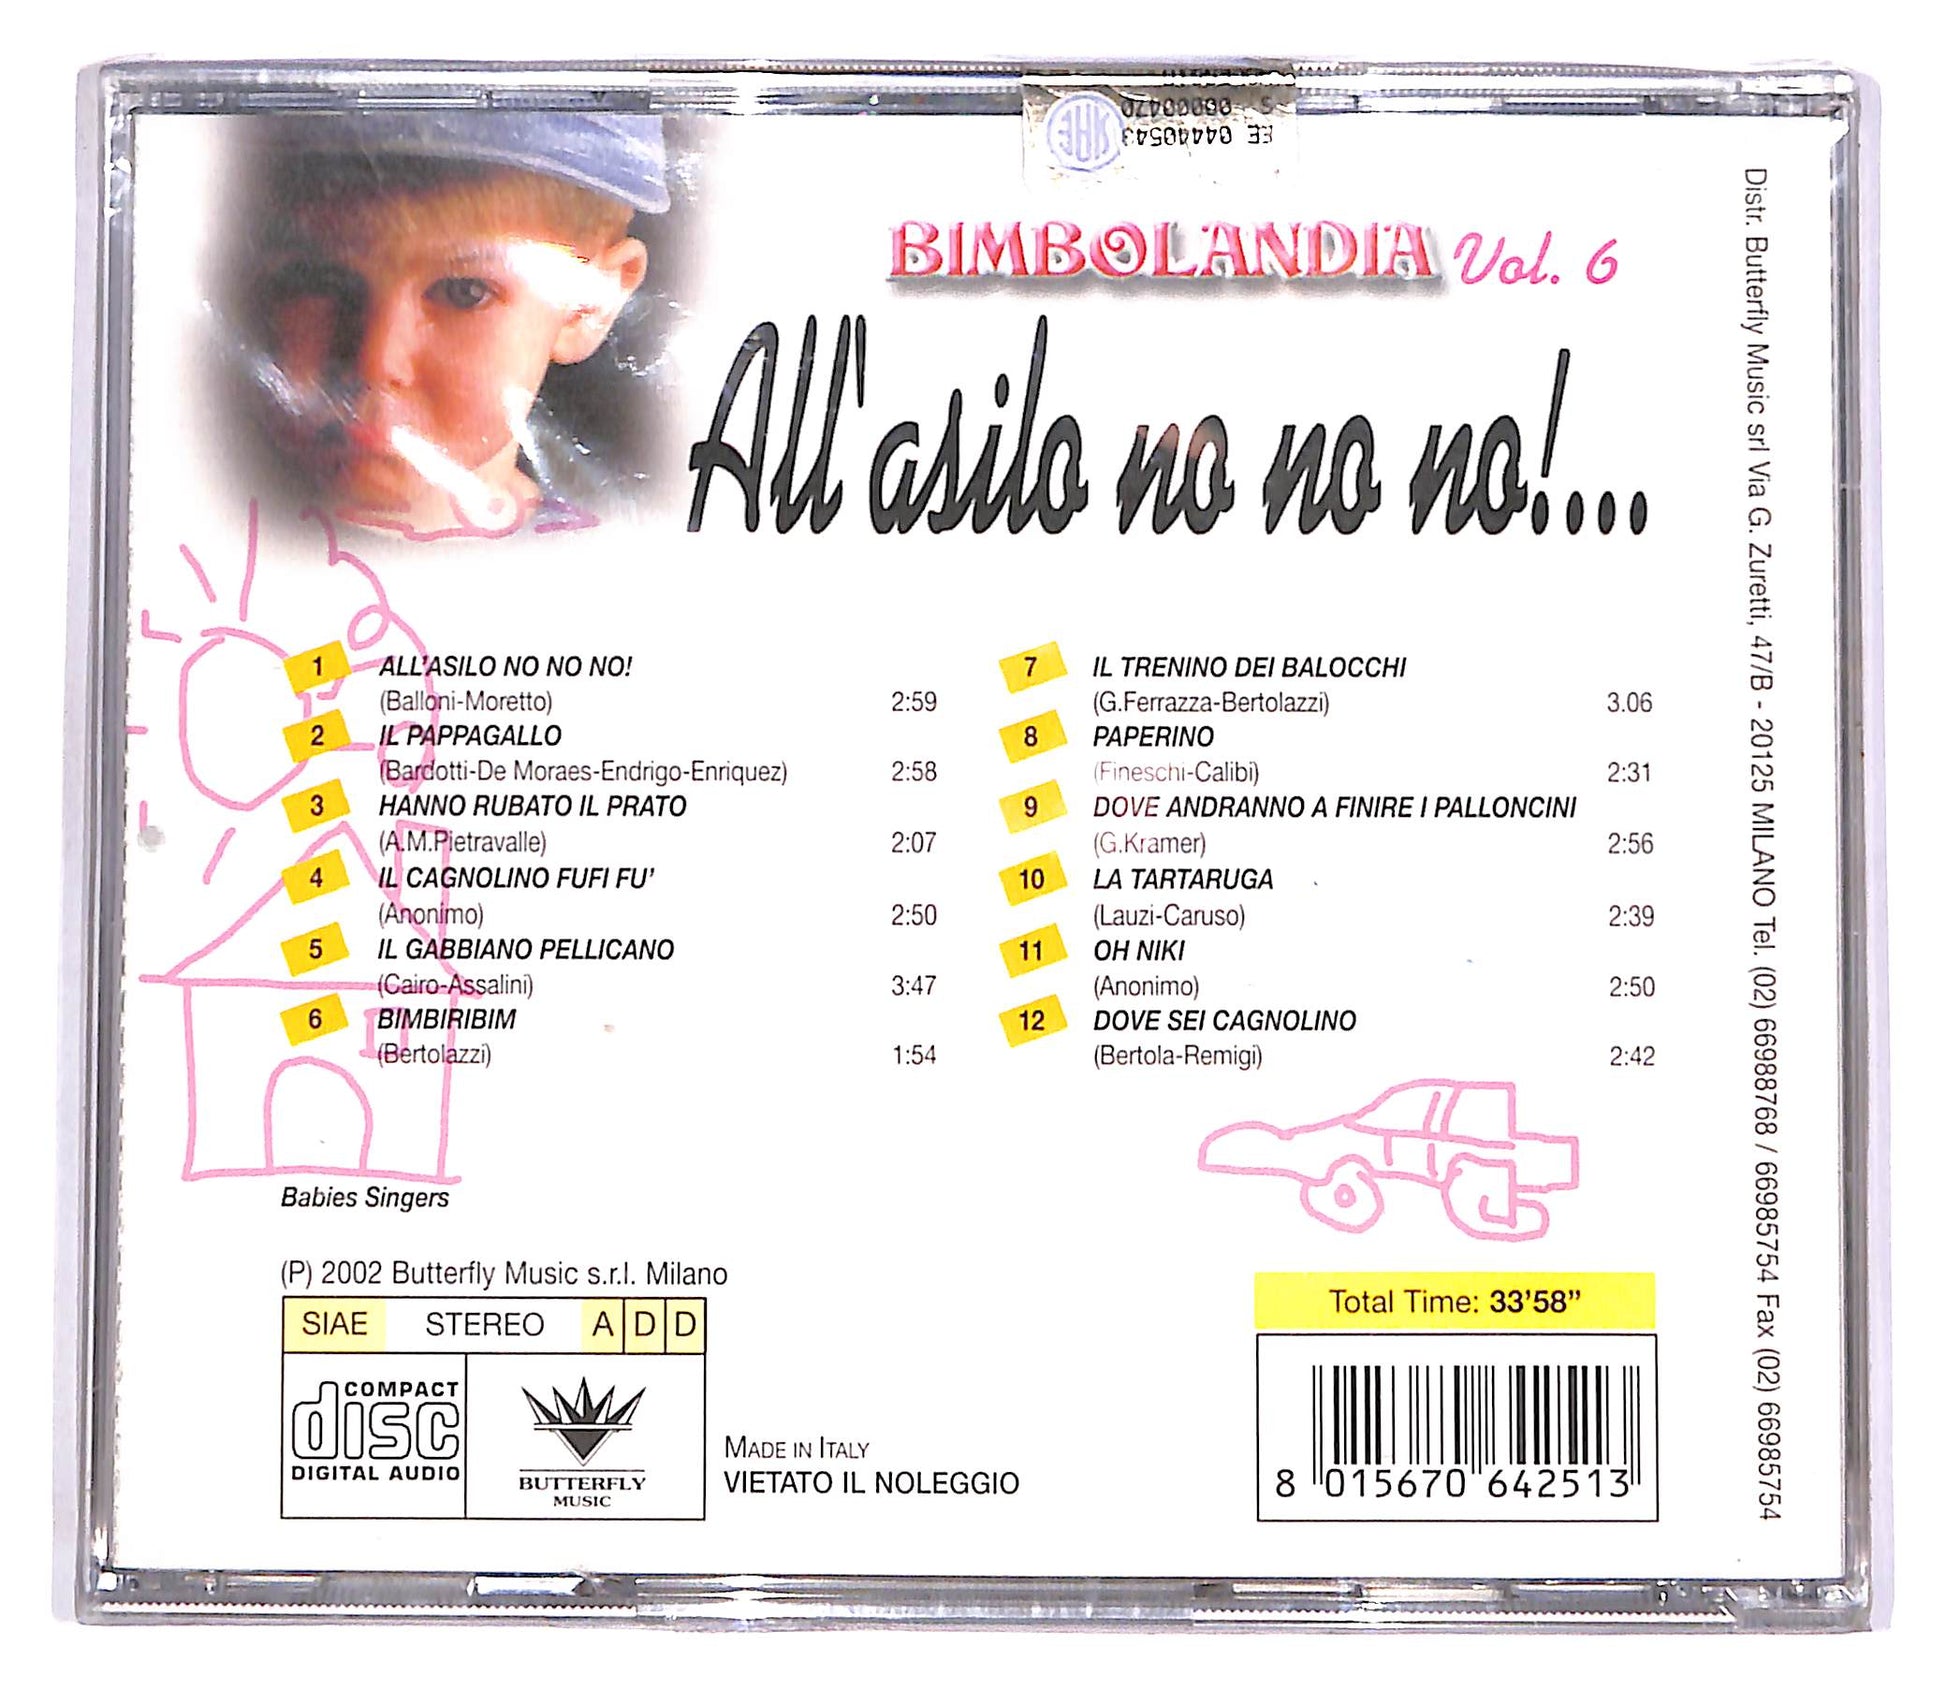 EE 04440543
S 00000470
BIMBOLANDIA Vol. 6
All'asilo no no no!....
1 ALL'ASILO NO NO NO!
(Balloni-Moretto) 2:59
2 IL PAPPAGALLO
(Bardotti-De Moraes-Endrigo-Enriquez) 2:58
3 HANNO RUBATO IL PRATO
(A.M.Pietravalle) 2:07
4 IL CAGNOLINO FUFI FU'
(Anonimo) 2:50
5 IL GABBIANO PELLICANO
(Cairo-Assalini) 3:47
6 BIMBIRIBIM
(Bertolazzi) 1:54
7 IL TRENINO DEI BALOCCHI
(G.Ferrazza-Bertolazzi) 3.06
8 PAPERINO
(Fineschi-Calibi) 2:31
9 DOVE ANDRANNO A FINIRE I PALLONCINI
(G.Kramer) 2:56
10 LA TARTARUGA
(Lauzi-Caruso) 2:39
11 OH NIKI
(Anonimo) 2:50
12 DOVE SEI CAGNOLINO
(Bertola-Remigi) 2:42
Babies Singers
(P) 2002 Butterfly Music s.r.l. Milano
SIAE STEREO A D D
COMPACT
disc
DIGITAL AUDIO
BUTTERFLY
MUSIC
MADE IN ITALY
VIETATO IL NOLEGGIO
Total Time: 33'58"
8 015670 642513
Distr. Butterfly Music srl Via G. Zuretti, 47/B - 20125 MILANO Tel. (02) 66988768 / 66985754 Fax (02) 66985754